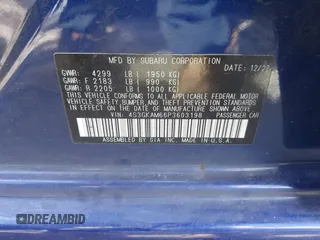 MFD BY SUBARU CORPORATION 12/20
GVWR: 4299 LB ( 1950 KG)
GAWR: F 2183 LB ( 990 KG)
GAWR: R 2205 LB ( 1000 KG)
THIS VEHICLE CONFORMS TO ALL APPLICABLE FEDERAL MOTOR
VEHICLE SAFETY, BUMPER, AND THEFT PREVENTION STANDARDS
IN EFFECT ON THE DATE OF MANUFACTURE SHOWN ABOVE.
VIN: 4S3GKAM66P3603198 PASSENGER CAR
ASSEMBLED BY SIA INC. MADE IN U.S.A.
DREAMBID